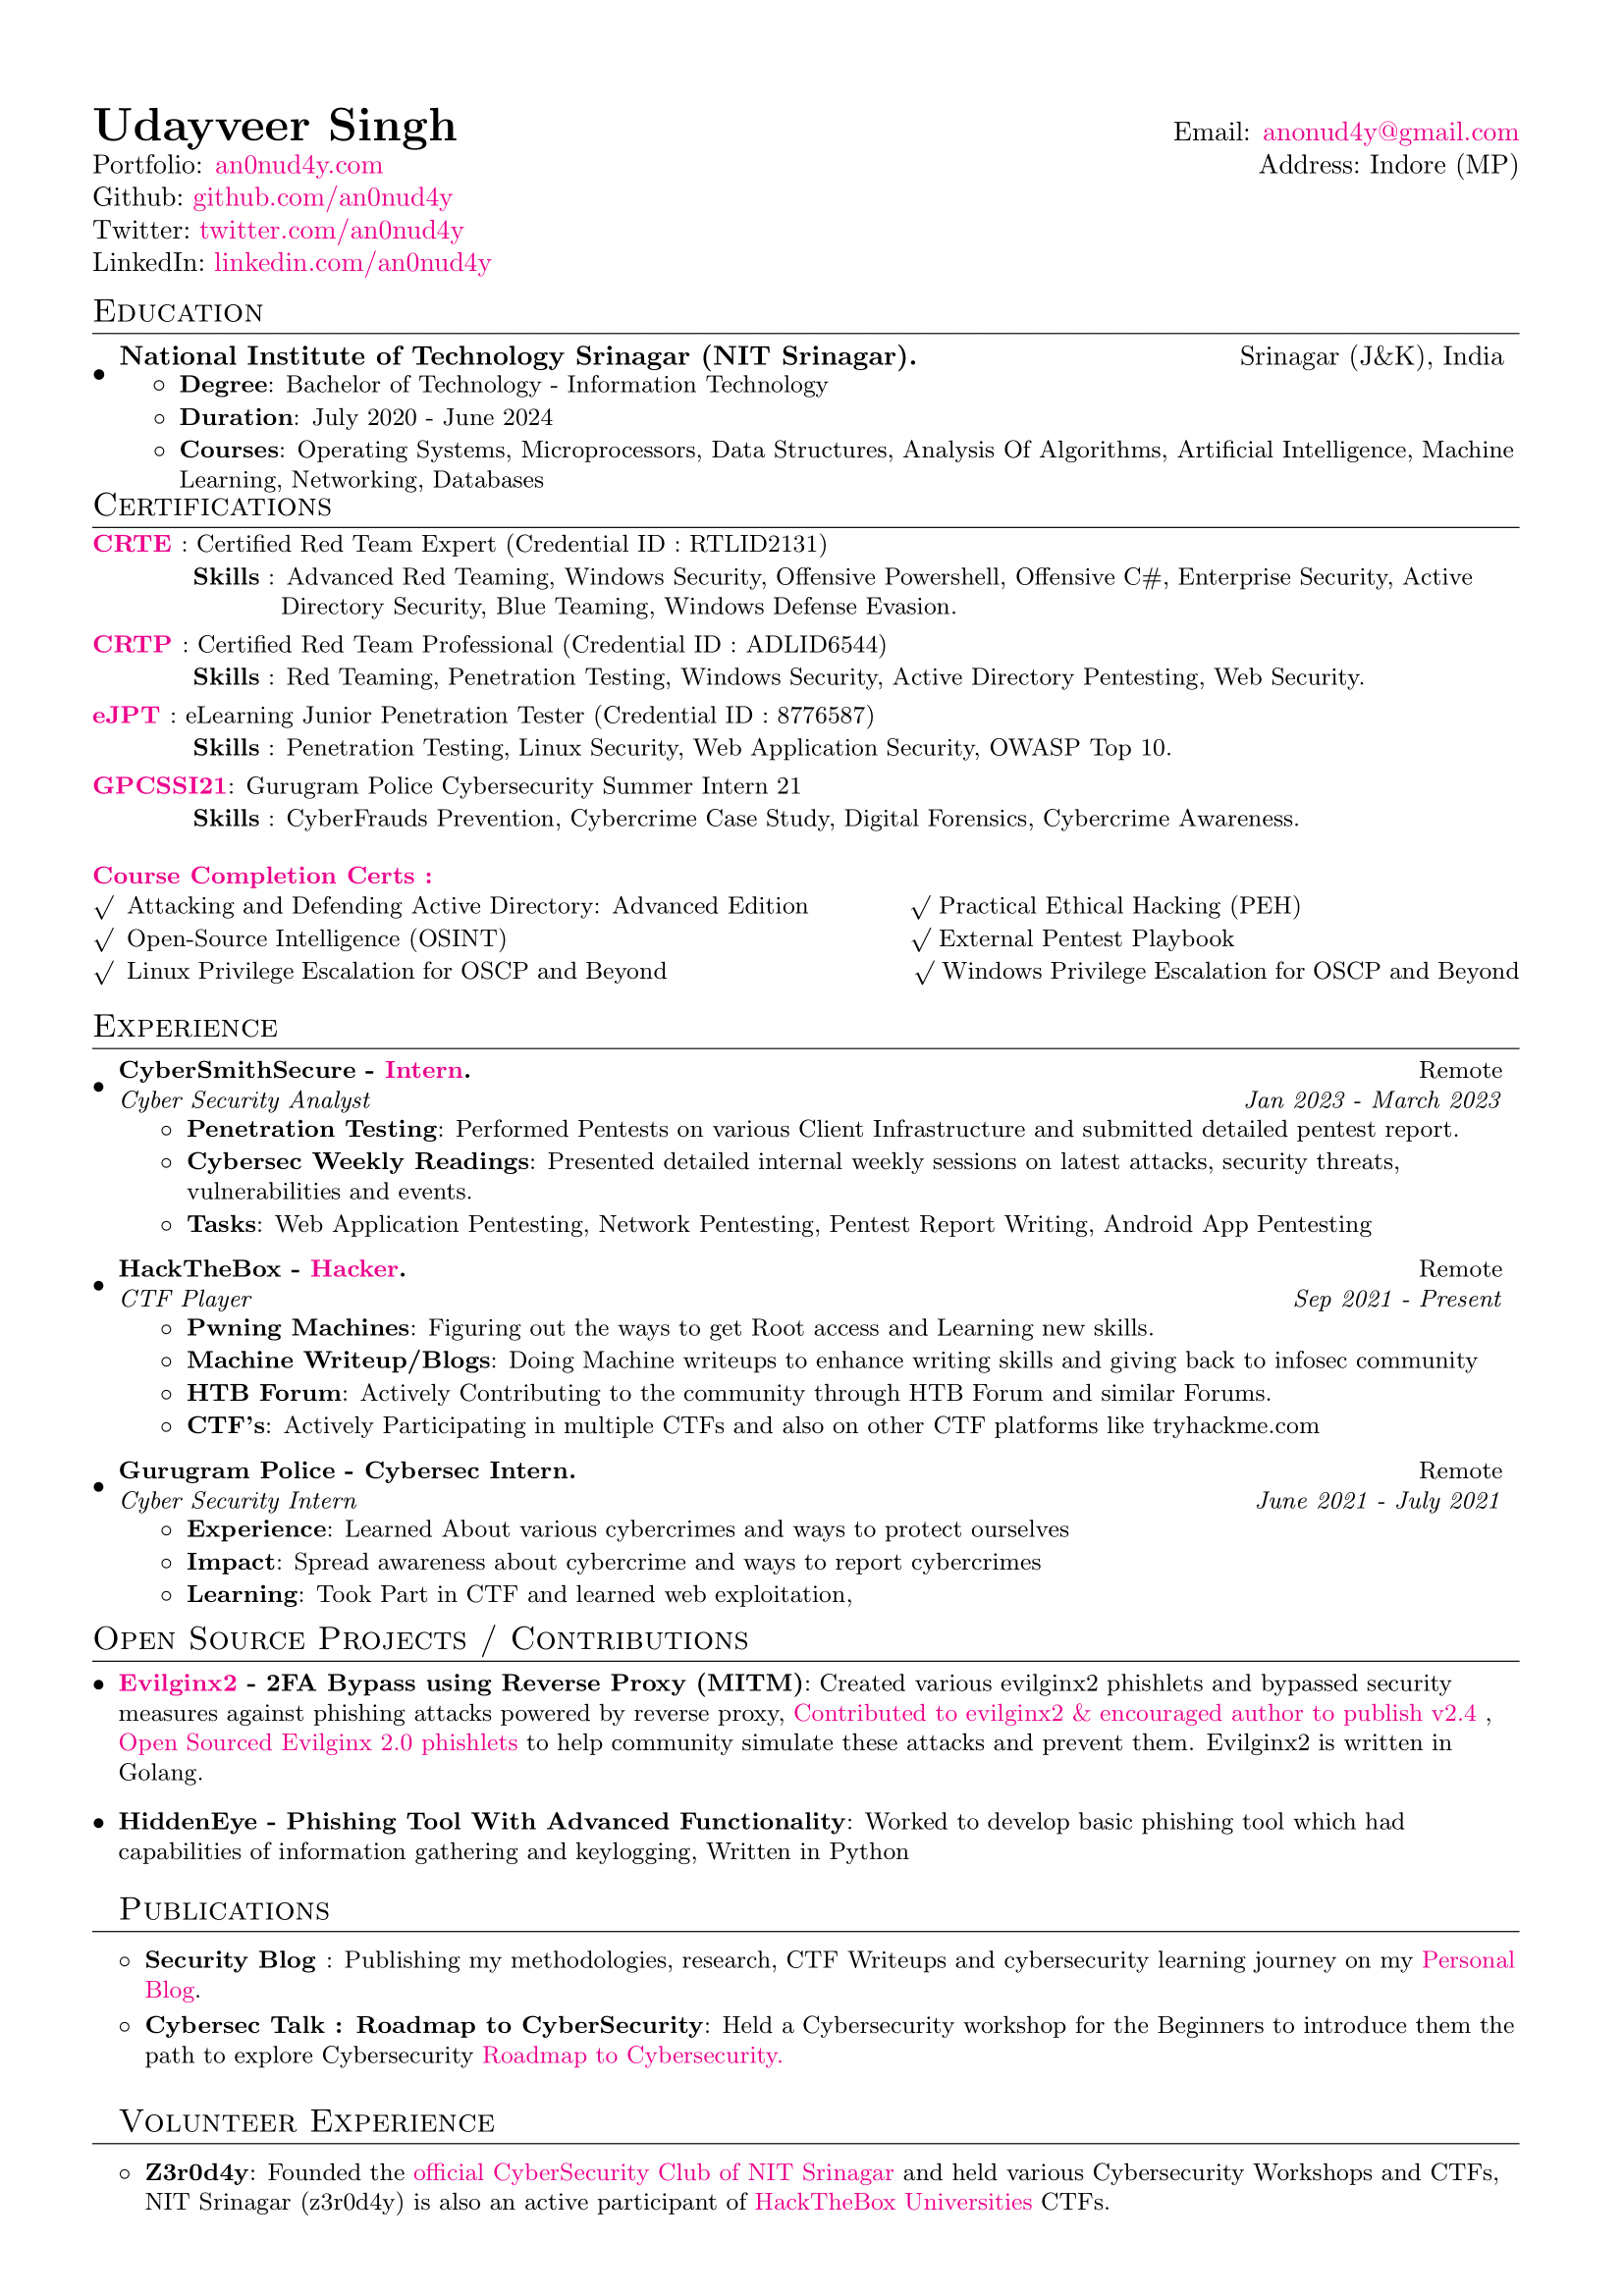 Udayveer Singh
Email: anonud4y@gmail.com
Portfolio: an0nud4y.com
Address: Indore (MP)
Github: github.com/an0nud4y
Twitter: twitter.com/an0nud4y
LinkedIn: linkedin.com/an0nud4y
Education
• National Institute of Technology Srinagar (NIT Srinagar). Srinagar (J&K), India
◦ Degree: Bachelor of Technology - Information Technology
◦ Duration: July 2020 - June 2024
◦ Courses: Operating Systems, Microprocessors, Data Structures, Analysis Of Algorithms, Artificial Intelligence, Machine
Learning, Networking, Databases
Certifications
CRTE : Certified Red Team Expert (Credential ID : RTLID2131)
Skills : Advanced Red Teaming, Windows Security, Offensive Powershell, Offensive C#, Enterprise Security, Active
Directory Security, Blue Teaming, Windows Defense Evasion.
CRTP : Certified Red Team Professional (Credential ID : ADLID6544)
Skills : Red Teaming, Penetration Testing, Windows Security, Active Directory Pentesting, Web Security.
eJPT : eLearning Junior Penetration Tester (Credential ID : 8776587)
Skills : Penetration Testing, Linux Security, Web Application Security, OWASP Top 10.
GPCSSI21: Gurugram Police Cybersecurity Summer Intern 21
Skills : CyberFrauds Prevention, Cybercrime Case Study, Digital Forensics, Cybercrime Awareness.
Course Completion Certs :
✓ Attacking and Defending Active Directory: Advanced Edition ✓ Practical Ethical Hacking (PEH)
✓ Open-Source Intelligence (OSINT) ✓ External Pentest Playbook
✓ Linux Privilege Escalation for OSCP and Beyond ✓ Windows Privilege Escalation for OSCP and Beyond
Experience
• CyberSmithSecure - Intern. Remote
Cyber Security Analyst Jan 2023 - March 2023
◦ Penetration Testing: Performed Pentests on various Client Infrastructure and submitted detailed pentest report.
◦ Cybersec Weekly Readings: Presented detailed internal weekly sessions on latest attacks, security threats,
vulnerabilities and events.
◦ Tasks: Web Application Pentesting, Network Pentesting, Pentest Report Writing, Android App Pentesting
• HackTheBox - Hacker. Remote
CTF Player Sep 2021 - Present
◦ Pwning Machines: Figuring out the ways to get Root access and Learning new skills.
◦ Machine Writeup/Blogs: Doing Machine writeups to enhance writing skills and giving back to infosec community
◦ HTB Forum: Actively Contributing to the community through HTB Forum and similar Forums.
◦ CTF's: Actively Participating in multiple CTFs and also on other CTF platforms like tryhackme.com
• Gurugram Police - Cybersec Intern. Remote
Cyber Security Intern June 2021 - July 2021
◦ Experience: Learned About various cybercrimes and ways to protect ourselves
◦ Impact: Spread awareness about cybercrime and ways to report cybercrimes
◦ Learning: Took Part in CTF and learned web exploitation,
Open Source Projects / Contributions
• Evilginx2 - 2FA Bypass using Reverse Proxy (MITM): Created various evilginx2 phishlets and bypassed security
measures against phishing attacks powered by reverse proxy, Contributed to evilginx2 & encouraged author to publish v2.4 ,
Open Sourced Evilginx 2.0 phishlets to help community simulate these attacks and prevent them. Evilginx2 is written in
Golang.
• HiddenEye - Phishing Tool With Advanced Functionality: Worked to develop basic phishing tool which had
capabilities of information gathering and keylogging, Written in Python
Publications
◦ Security Blog : Publishing my methodologies, research, CTF Writeups and cybersecurity learning journey on my Personal
Blog.
◦ Cybersec Talk : Roadmap to CyberSecurity: Held a Cybersecurity workshop for the Beginners to introduce them the
path to explore Cybersecurity Roadmap to Cybersecurity.
Volunteer Experience
◦ Z3r0d4y: Founded the official CyberSecurity Club of NIT Srinagar and held various Cybersecurity Workshops and CTFs,
NIT Srinagar (z3r0d4y) is also an active participant of HackTheBox Universities CTFs.